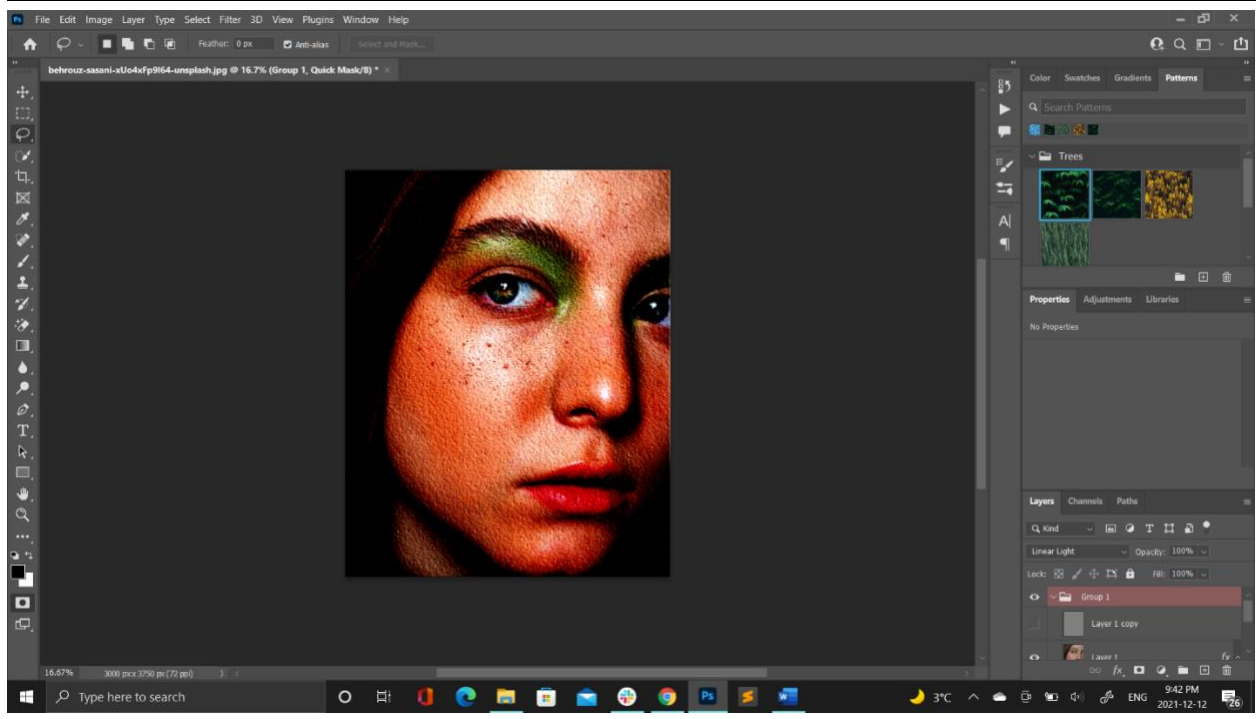 Ps File Edit Image Layer Type Select Filter 3D View Plugins Window Help
Feather: 0 px Anti-alias Select and Mask...
behrouz-sasani-xUo4xFp9I64-unsplash.jpg @ 16.7% (Group 1, Quick Mask/8) * ×
Color Swatches Gradients Patterns
Search Patterns
Trees
Properties Adjustments Libraries
No Properties
Layers Channels Paths
Kind
Linear Light Opacity: 100%
Lock: Fill: 100%
Group 1
Layer 1 copy
Layer 1 fx
fx
16.67% 3000 px x 3750 px (72 ppi)
Type here to search
Ps
3°C ENG
9:42 PM
2021-12-12
26